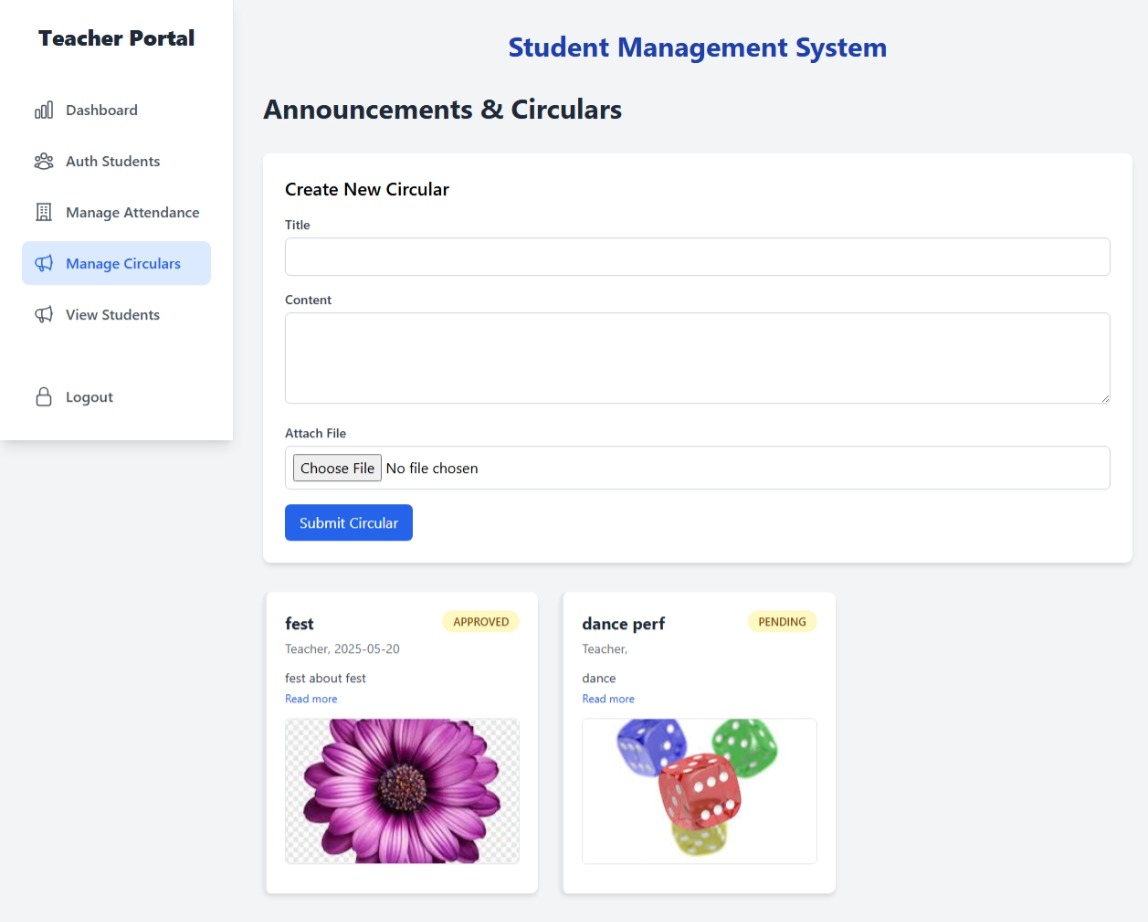 Teacher Portal
Dashboard
Auth Students
Manage Attendance
Manage Circulars
View Students
Logout
Student Management System
Announcements & Circulars
Create New Circular
Title
Content
Attach File
Choose File No file chosen
Submit Circular
fest
APPROVED
Teacher, 2025-05-20
fest about fest
Read more
dance perf
PENDING
Teacher,
dance
Read more